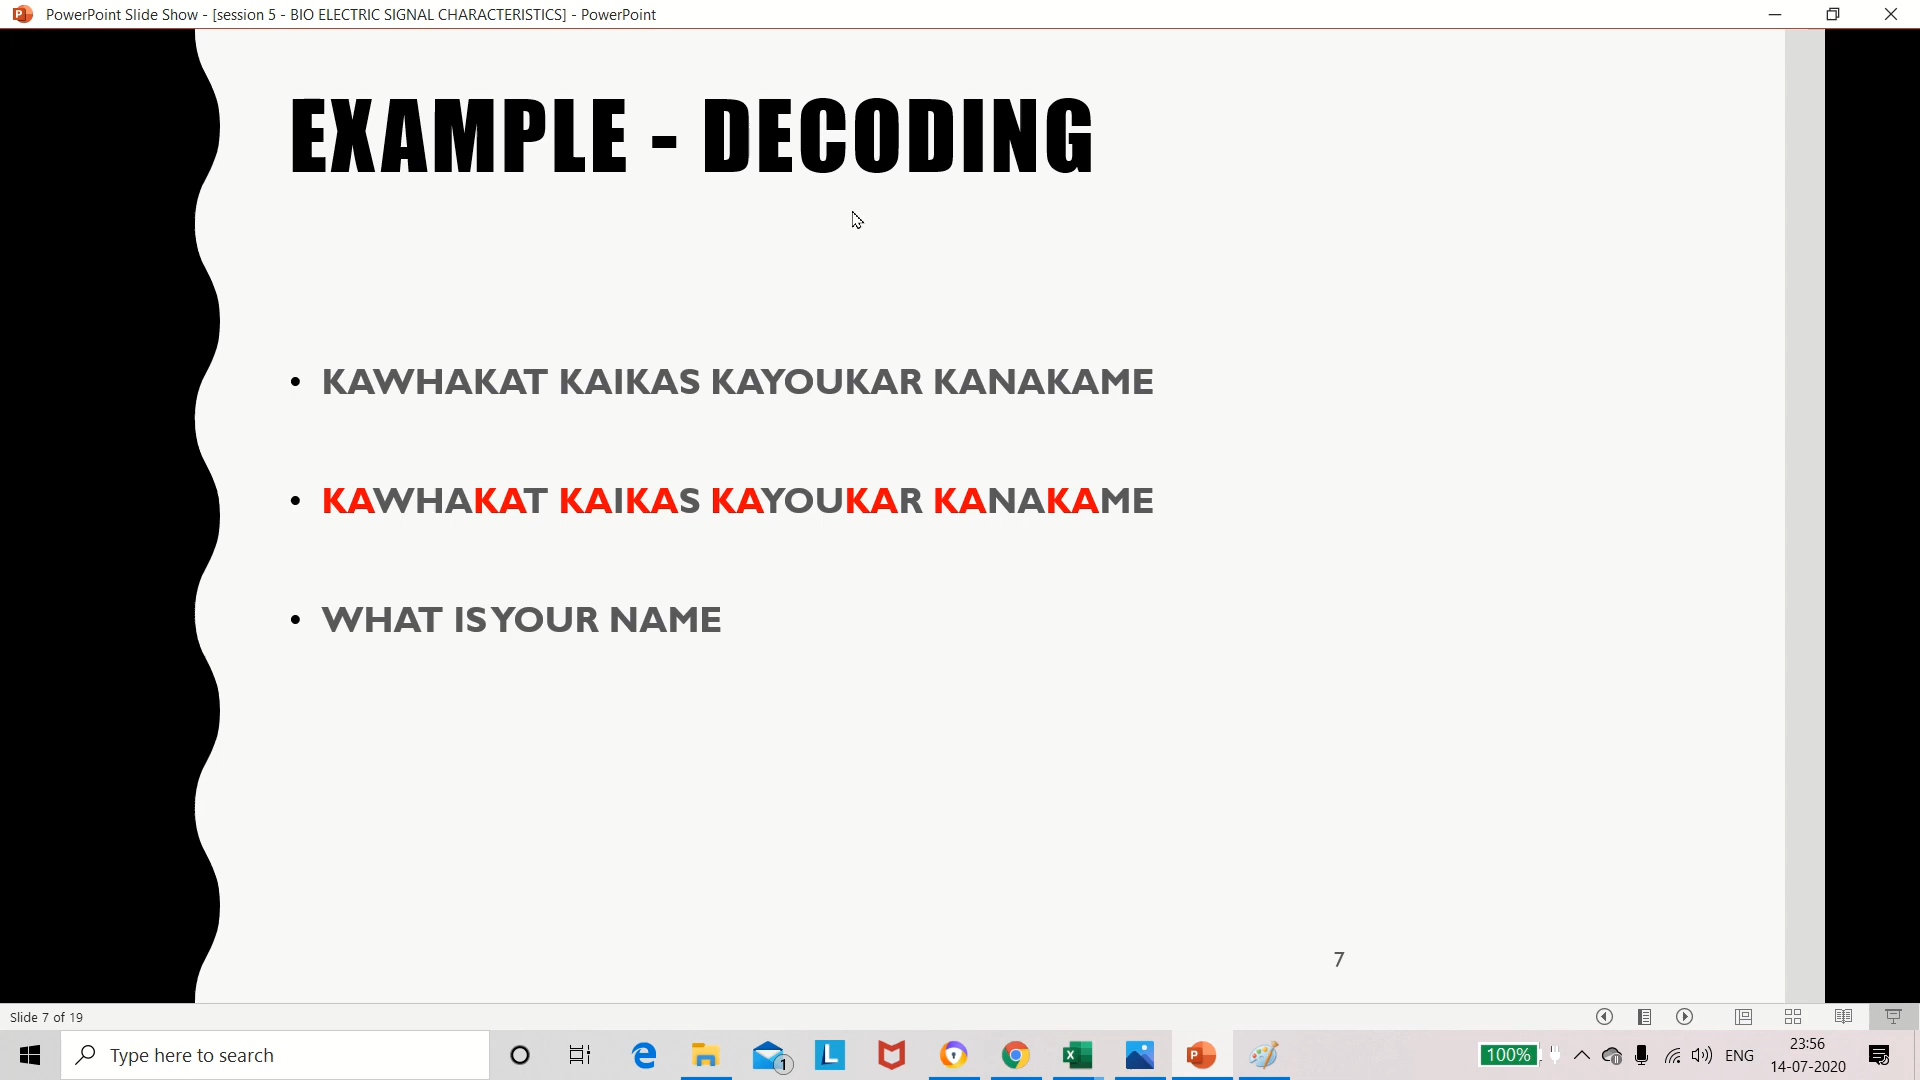 PowerPoint Slide Show - [session 5 - BIO ELECTRIC SIGNAL CHARACTERISTICS] - PowerPoint
EXAMPLE - DECODING
• KAWHAKAT KAIKAS KAYOUKAR KANAKAME
• KAWHAKAT KAIKAS KAYOUKAR KANAKAME
• WHAT IS YOUR NAME
7
Slide 7 of 19
Type here to search
1
L
100%
ENG
23:56
14-07-2020